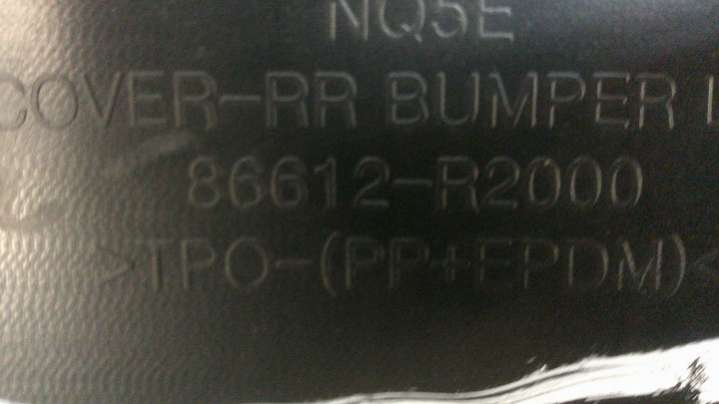 NQ5E
COVER-RR BUMPER
86612-R2000
>TPO-(PP+EPDM)<